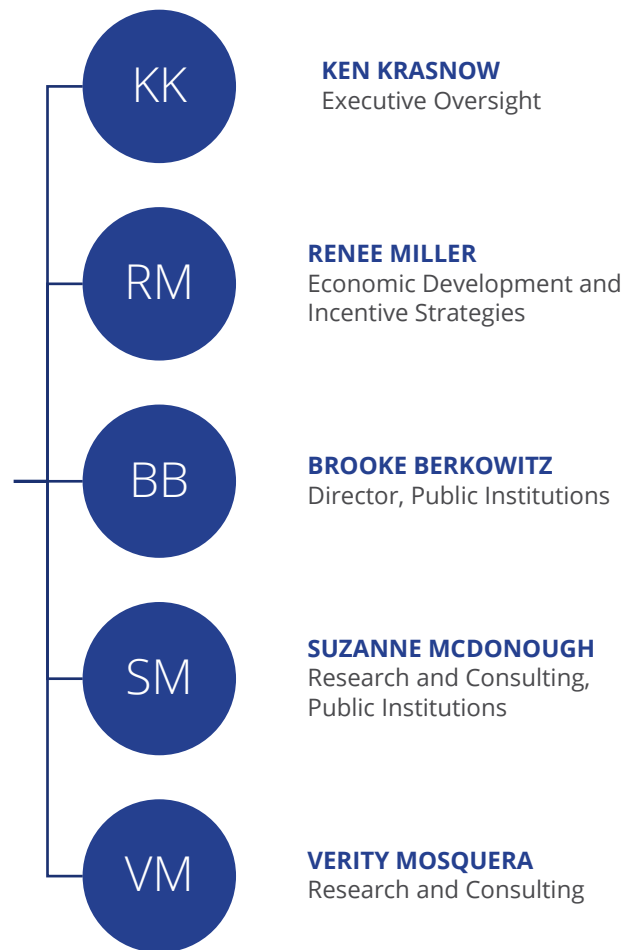 KK
KEN KRASNOW
Executive Oversight
RM
RENEE MILLER
Economic Development and
Incentive Strategies
BB
BROOKE BERKOWITZ
Director, Public Institutions
SM
SUZANNE MCDONOUGH
Research and Consulting,
Public Institutions
VM
VERITY MOSQUERA
Research and Consulting